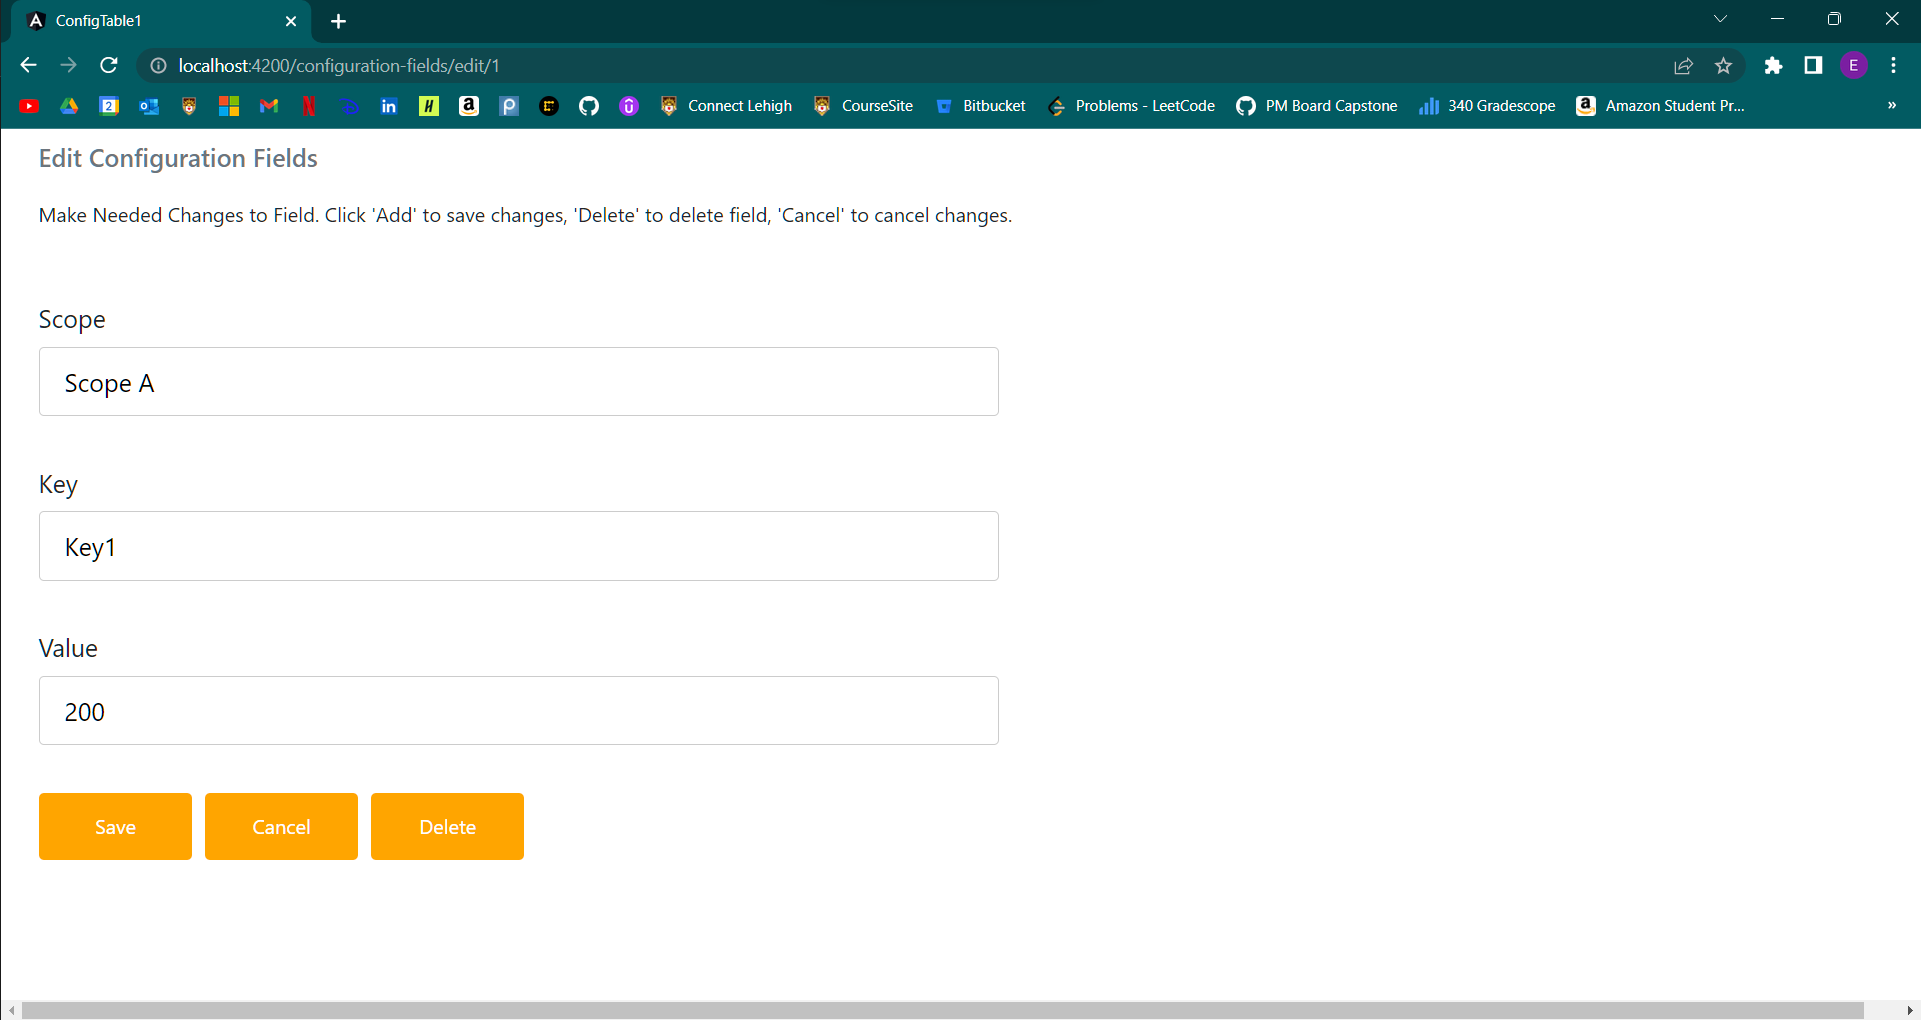 ConfigTable1
localhost:4200/configuration-fields/edit/1
E
2
Connect Lehigh
CourseSite
Bitbucket
Problems - LeetCode
PM Board Capstone
340 Gradescope
Amazon Student Pr...
Edit Configuration Fields
Make Needed Changes to Field. Click 'Add' to save changes, 'Delete' to delete field, 'Cancel' to cancel changes.
Scope
Scope A
Key
Key1
Value
200
Save
Cancel
Delete